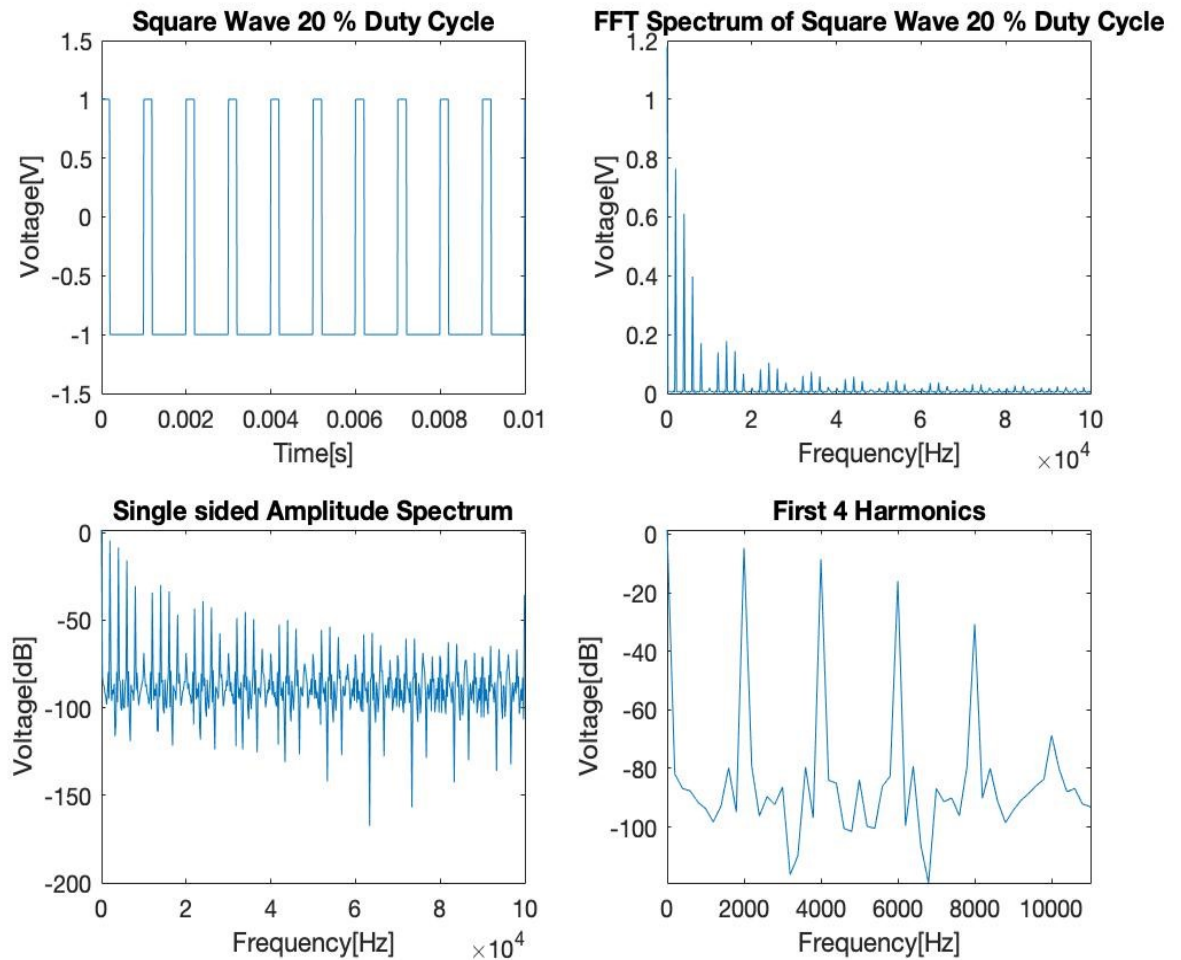 Square Wave 20 % Duty Cycle
Voltage[V]
1.5
1
0.5
0
-0.5
-1
-1.5
0 0.002 0.004 0.006 0.008 0.01
Time[s]
FFT Spectrum of Square Wave 20 % Duty Cycle
Voltage[V]
1.2
1
0.8
0.6
0.4
0.2
0
0 2 4 6 8 10
Frequency[Hz]
×10⁴
Single sided Amplitude Spectrum
Voltage[dB]
0
-50
-100
-150
-200
0 2 4 6 8 10
Frequency[Hz]
×10⁴
First 4 Harmonics
Voltage[dB]
0
-20
-40
-60
-80
-100
0 2000 4000 6000 8000 10000
Frequency[Hz]